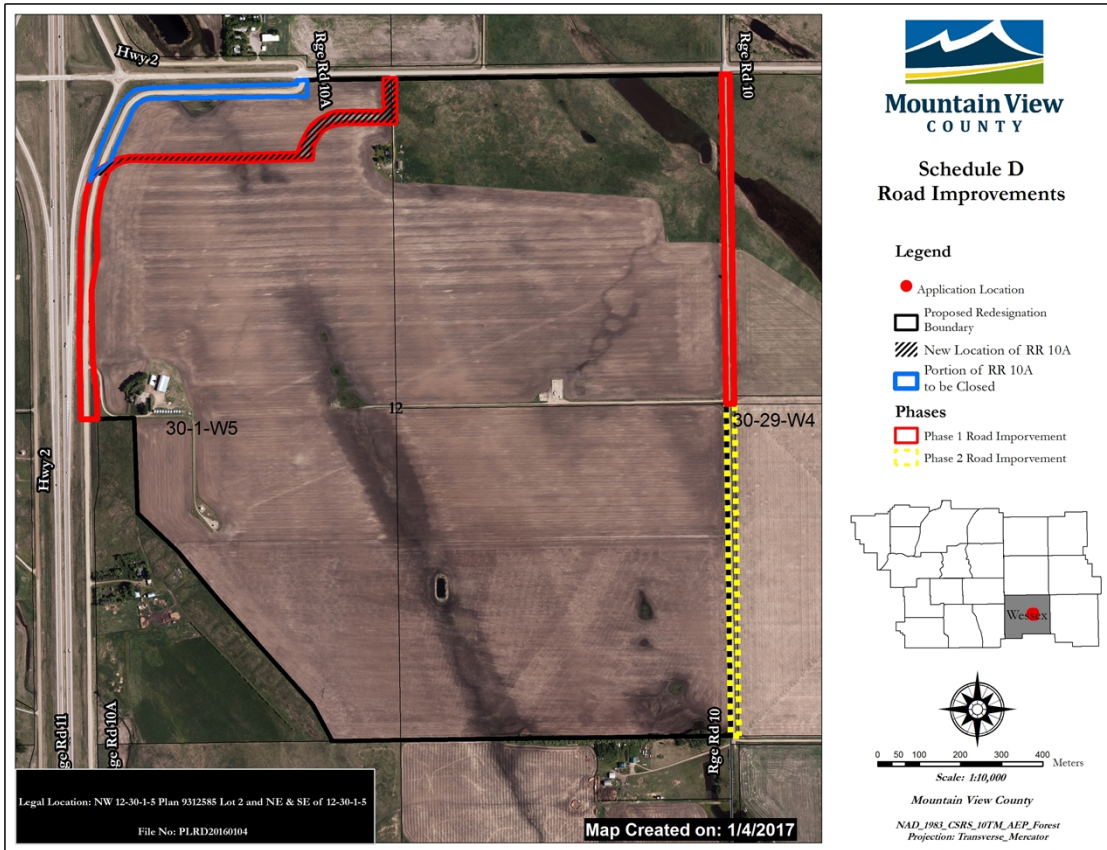 Hwy 2
Rge Rd 10A
Rge Rd 10
12
30-1-W5
30-29-W4
Hwy 2
Rge Rd 11
Rge Rd 10A
Rge Rd 10
Legal Location: NW 12-30-1-5 Plan 9312585 Lot 2 and NE & SE of 12-30-1-5
File No: PLRD20160104
Map Created on: 1/4/2017
Mountain View
COUNTY
Schedule D
Road Improvements
Legend
Application Location
Proposed Redesignation
Boundary
New Location of RR 10A
Portion of RR 10A
to be Closed
Phases
Phase 1 Road Imporvement
Phase 2 Road Imporvement
Wessex
0 50 100 200 300 400
Meters
Scale: 1:10,000
Mountain View County
NAD_1983_CSRS_10TM_AEP_Forest
Projection: Transverse_Mercator